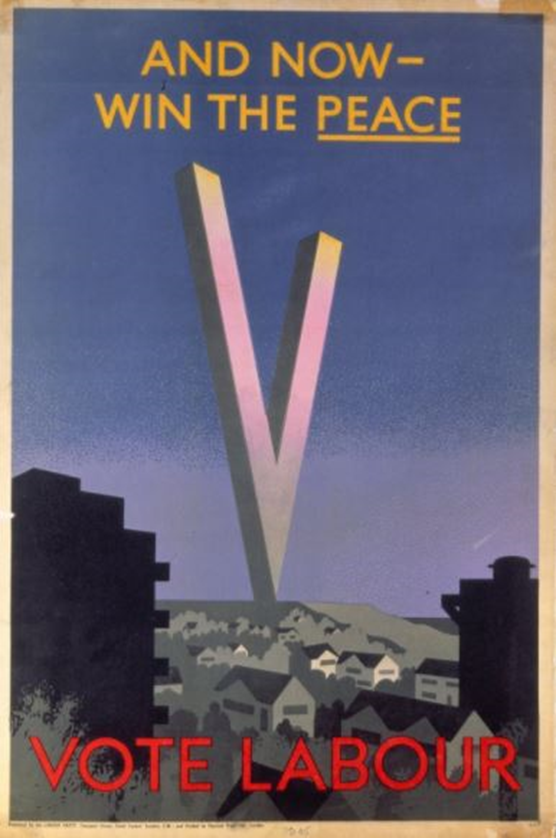 AND NOW—
WIN THE PEACE
V
VOTE LABOUR